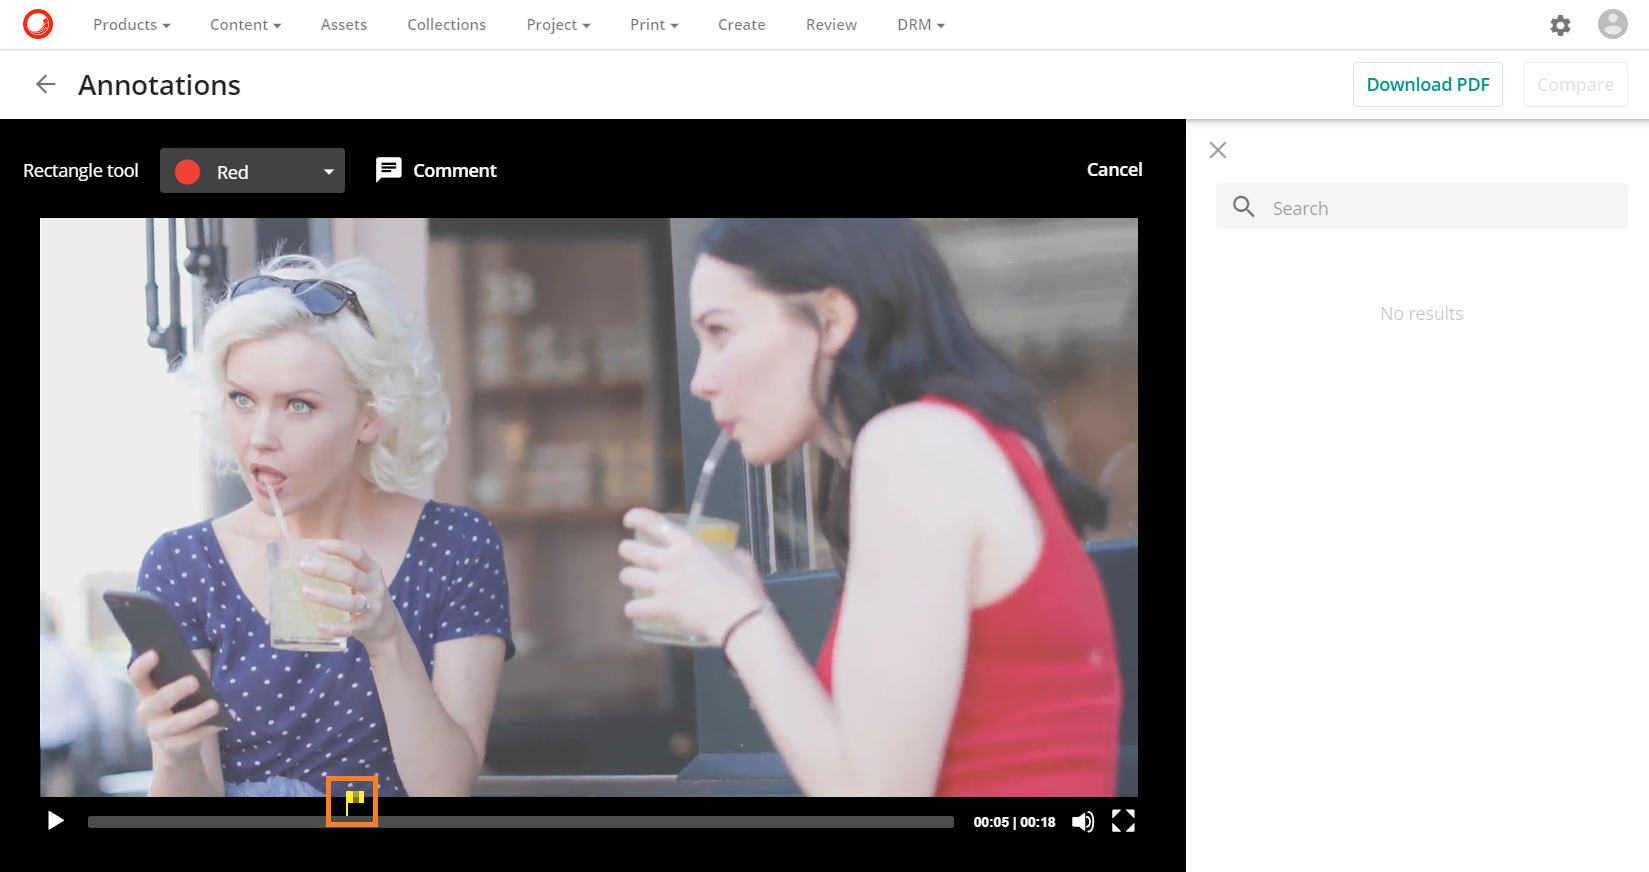 Products Content Assets Collections Project Print Create Review DRM
Annotations
Download PDF Compare
Rectangle tool Red Comment Cancel
Search
No results
00:05 | 00:18